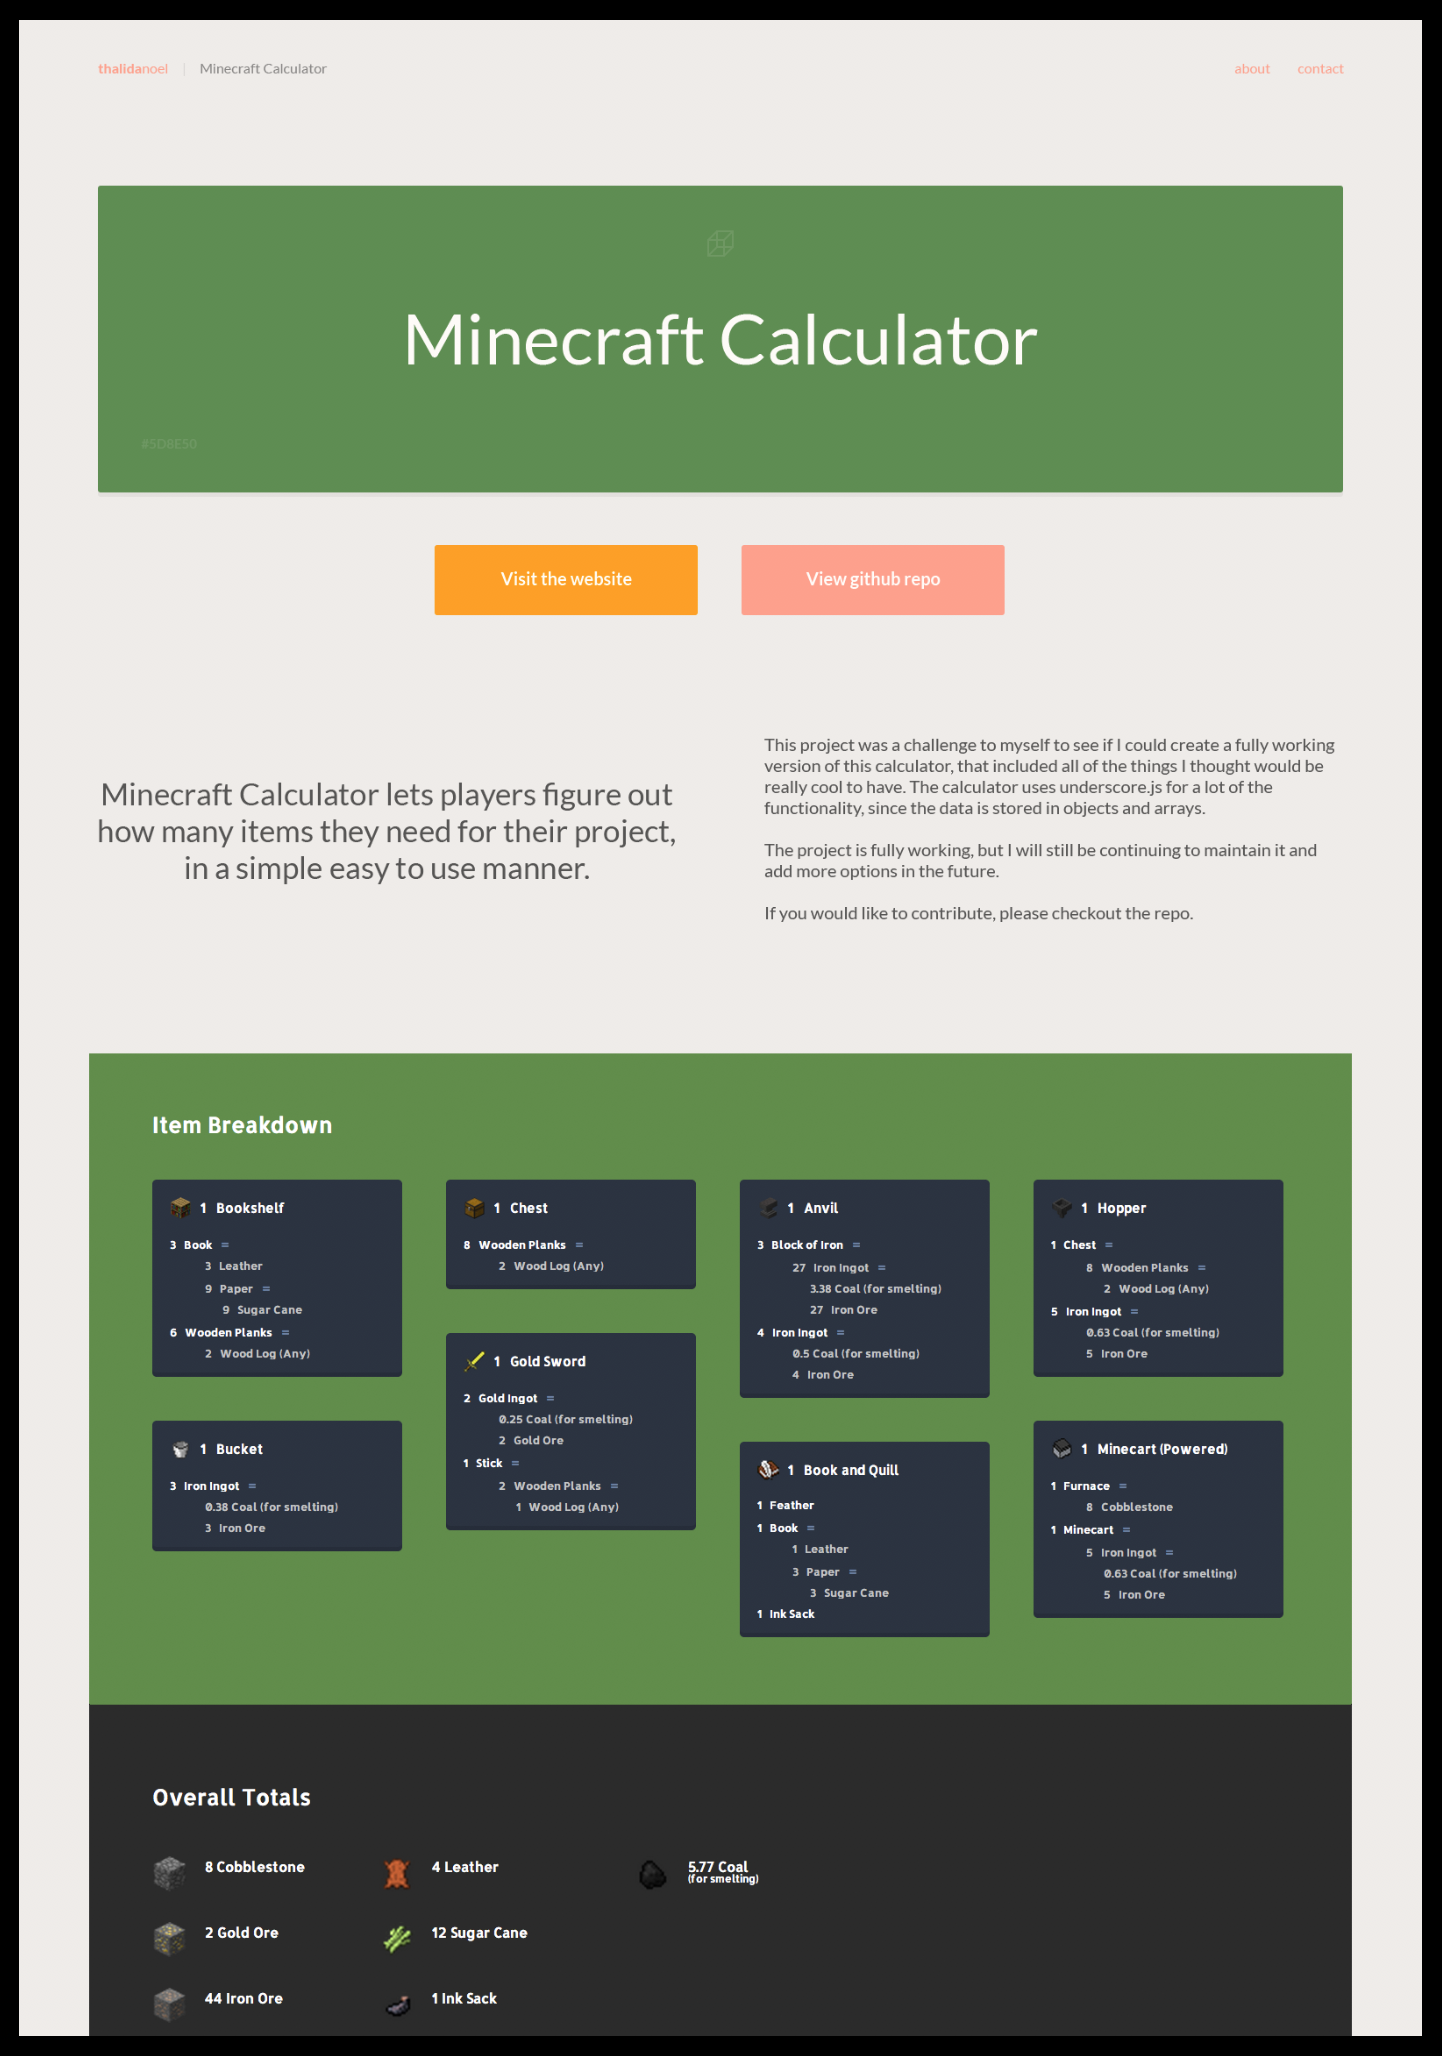 thalidanoel | Minecraft Calculator
about contact
Minecraft Calculator
#5D8E50
Visit the website
View github repo
Minecraft Calculator lets players figure out
how many items they need for their project,
in a simple easy to use manner.
This project was a challenge to myself to see if I could create a fully working
version of this calculator, that included all of the things I thought would be
really cool to have. The calculator uses underscore.js for a lot of the
functionality, since the data is stored in objects and arrays.
The project is fully working, but I will still be continuing to maintain it and
add more options in the future.
If you would like to contribute, please checkout the repo.
Item Breakdown
1 Bookshelf
3 Book =
3 Leather
9 Paper =
9 Sugar Cane
6 Wooden Planks =
2 Wood Log (Any)
1 Bucket
3 Iron Ingot =
0.38 Coal (for smelting)
3 Iron Ore
1 Chest
8 Wooden Planks =
2 Wood Log (Any)
1 Gold Sword
2 Gold Ingot =
0.25 Coal (for smelting)
2 Gold Ore
1 Stick =
2 Wooden Planks =
1 Wood Log (Any)
1 Anvil
3 Block of Iron =
27 Iron Ingot =
3.38 Coal (for smelting)
27 Iron Ore
4 Iron Ingot =
0.5 Coal (for smelting)
4 Iron Ore
1 Book and Quill
1 Feather
1 Book =
1 Leather
3 Paper =
3 Sugar Cane
1 Ink Sack
1 Hopper
1 Chest =
8 Wooden Planks =
2 Wood Log (Any)
5 Iron Ingot =
0.63 Coal (for smelting)
5 Iron Ore
1 Minecart (Powered)
1 Furnace =
8 Cobblestone
1 Minecart =
5 Iron Ingot =
0.63 Coal (for smelting)
5 Iron Ore
Overall Totals
8 Cobblestone
2 Gold Ore
44 Iron Ore
4 Leather
12 Sugar Cane
1 Ink Sack
5.77 Coal
(for smelting)